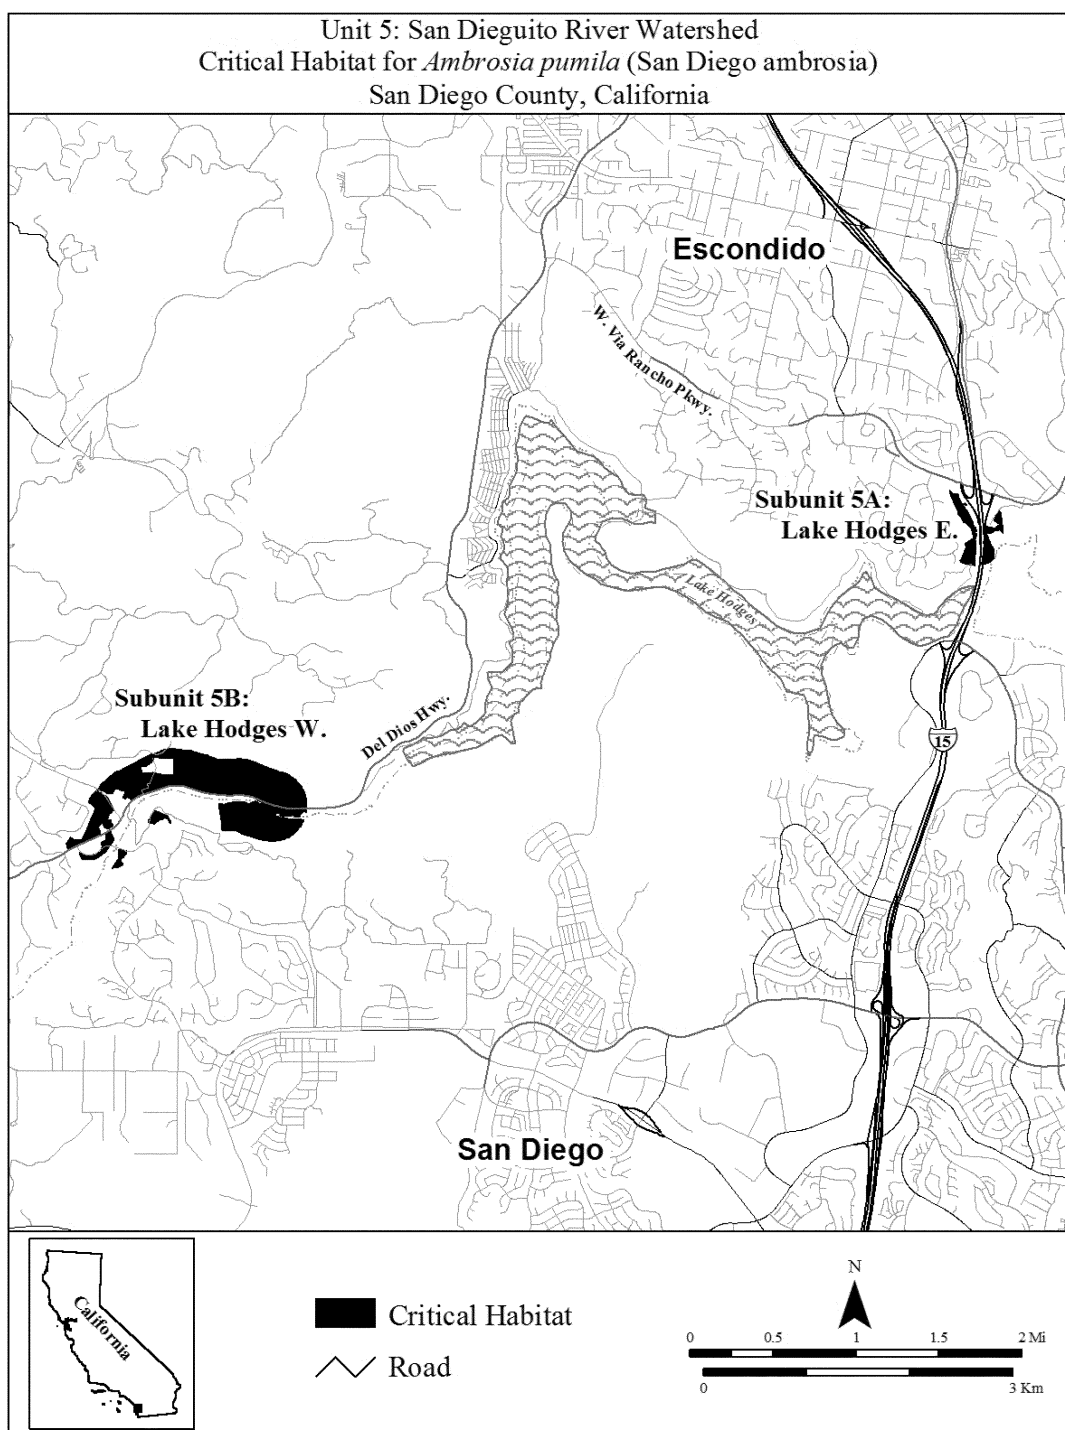 Unit 5: San Dieguito River Watershed
Critical Habitat for Ambrosia pumila (San Diego ambrosia)
San Diego County, California
Escondido
W. Via Rancho Pkwy.
Subunit 5A:
Lake Hodges E.
Lake Hodges
Subunit 5B:
Lake Hodges W.
Del Dios Hwy.
15
San Diego
California
Critical Habitat
Road
N
0 0.5 1 1.5 2 Mi
0 3 Km